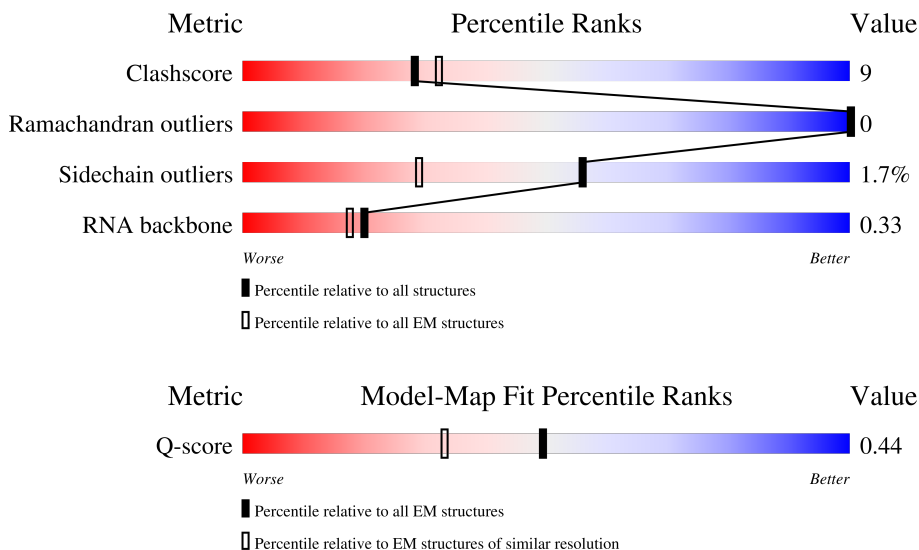 Metric Percentile Ranks Value
Clashscore 9
Ramachandran outliers 0
Sidechain outliers 1.7%
RNA backbone 0.33
Worse Better
Percentile relative to all structures
Percentile relative to all EM structures
Metric Model-Map Fit Percentile Ranks Value
Q-score 0.44
Worse Better
Percentile relative to all EM structures
Percentile relative to EM structures of similar resolution